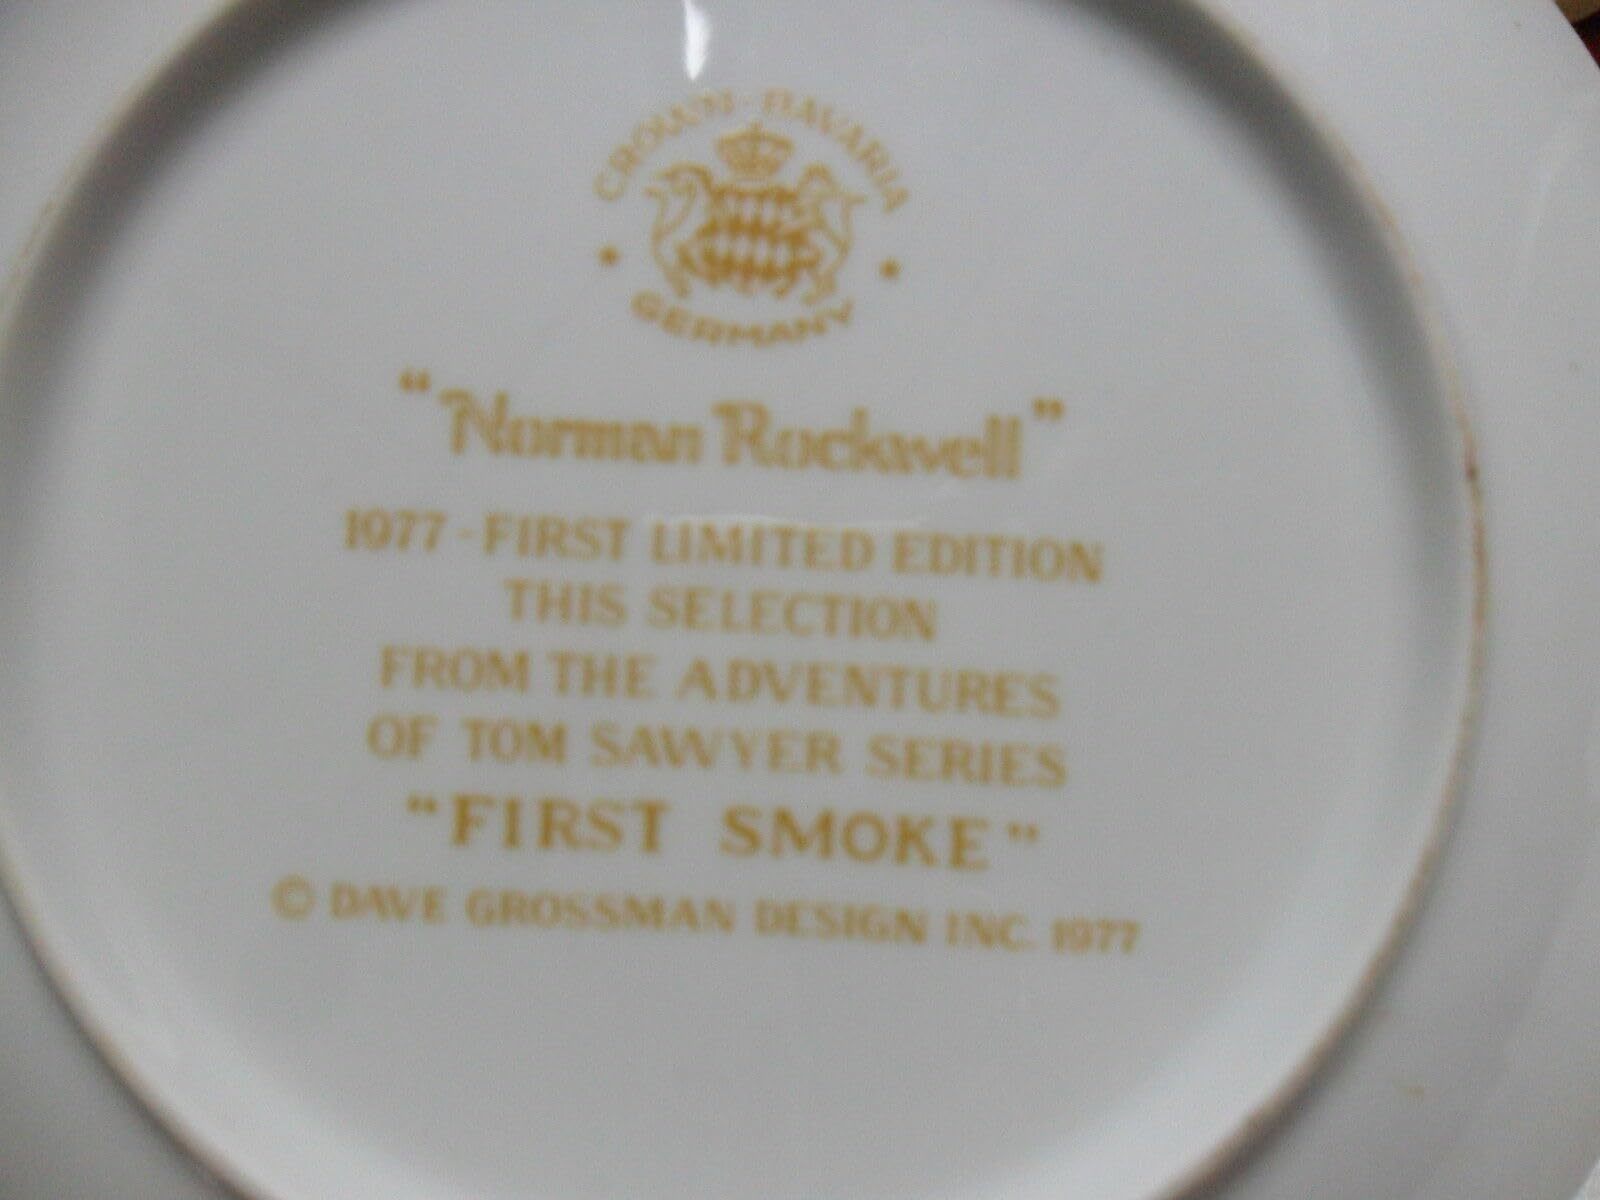 CROWN-BAVARIA
GERMANY
"Norman Rockwell"
1977 - FIRST LIMITED EDITION
THIS SELECTION
FROM THE ADVENTURES
OF TOM SAWYER SERIES
"FIRST SMOKE"
© DAVE GROSSMAN DESIGN INC. 1977